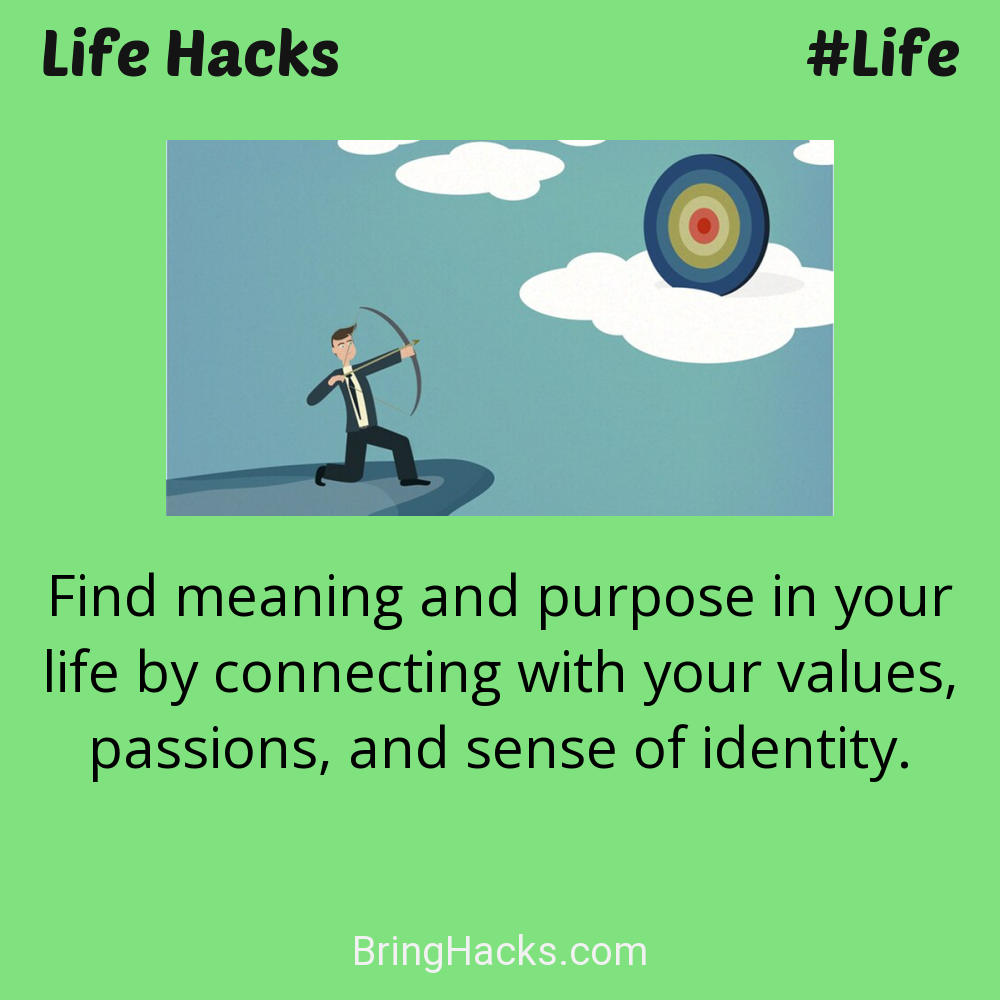 Life Hacks
#Life
Find meaning and purpose in your
life by connecting with your values,
passions, and sense of identity.
BringHacks.com